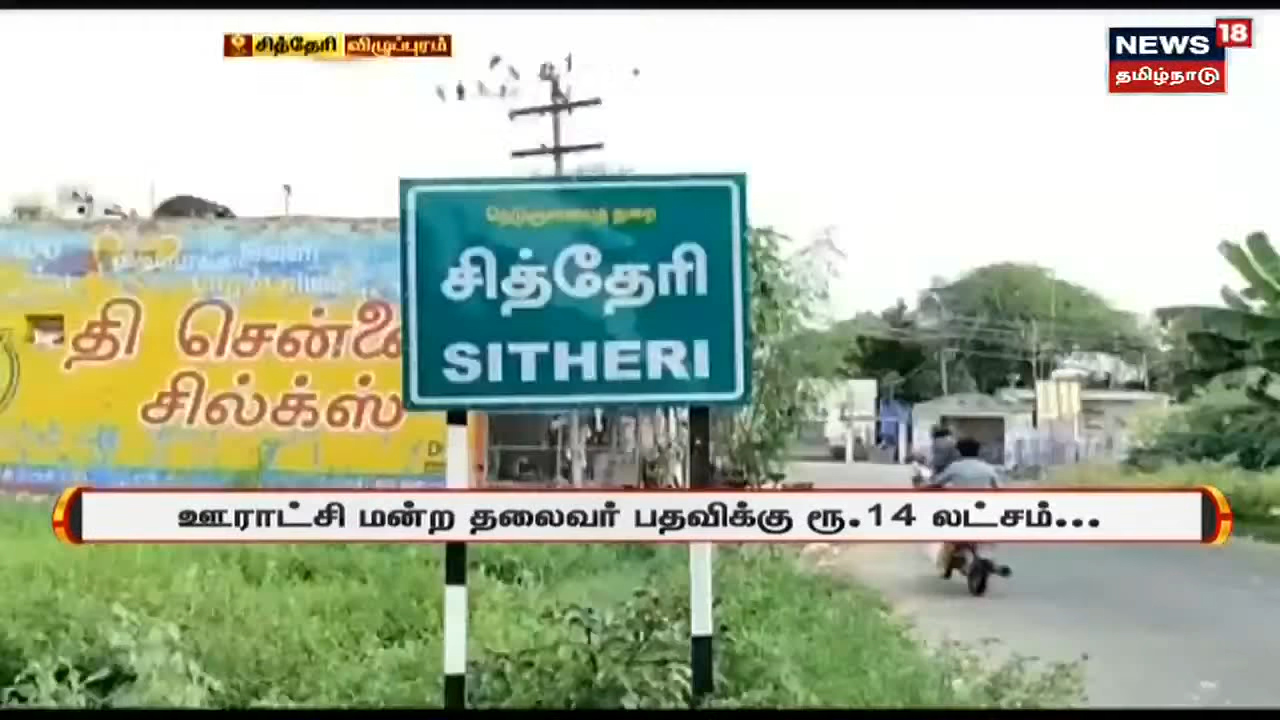 சித்தேரி விழுப்புரம்
NEWS 18
தமிழ்நாடு
நெடுஞ்சாலைத் துறை
சித்தேரி
SITHERI
தி சென்னை
சில்க்ஸ்
ஊராட்சி மன்ற தலைவர் பதவிக்கு ரூ.14 லட்சம்...